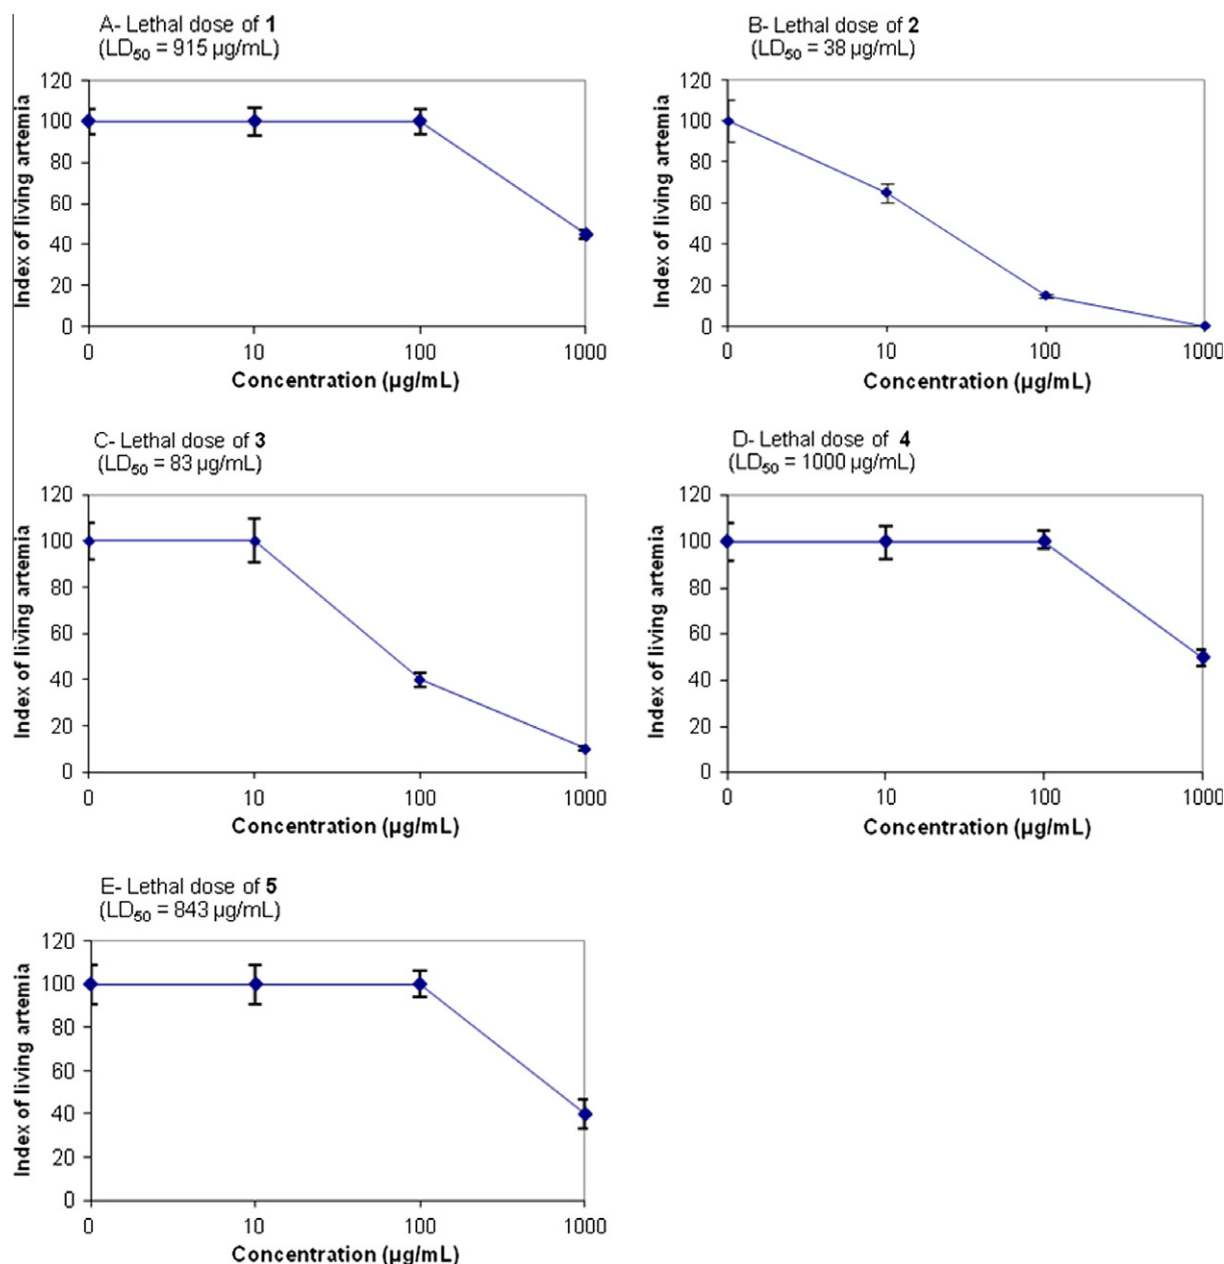 A- Lethal dose of 1
(LD50 = 915 µg/mL)
120
100
80
60
40
20
0
Index of living artemia
0 10 100 1000
Concentration (µg/mL)
B- Lethal dose of 2
(LD50 = 38 µg/mL)
120
100
80
60
40
20
0
Index of living artemia
0 10 100 1000
Concentration (µg/mL)
C- Lethal dose of 3
(LD50 = 83 µg/mL)
120
100
80
60
40
20
0
Index of living artemia
0 10 100 1000
Concentration (µg/mL)
D- Lethal dose of 4
(LD50 = 1000 µg/mL)
120
100
80
60
40
20
0
Index of living artemia
0 10 100 1000
Concentration (µg/mL)
E- Lethal dose of 5
(LD50 = 843 µg/mL)
120
100
80
60
40
20
0
Index of living artemia
0 10 100 1000
Concentration (µg/mL)